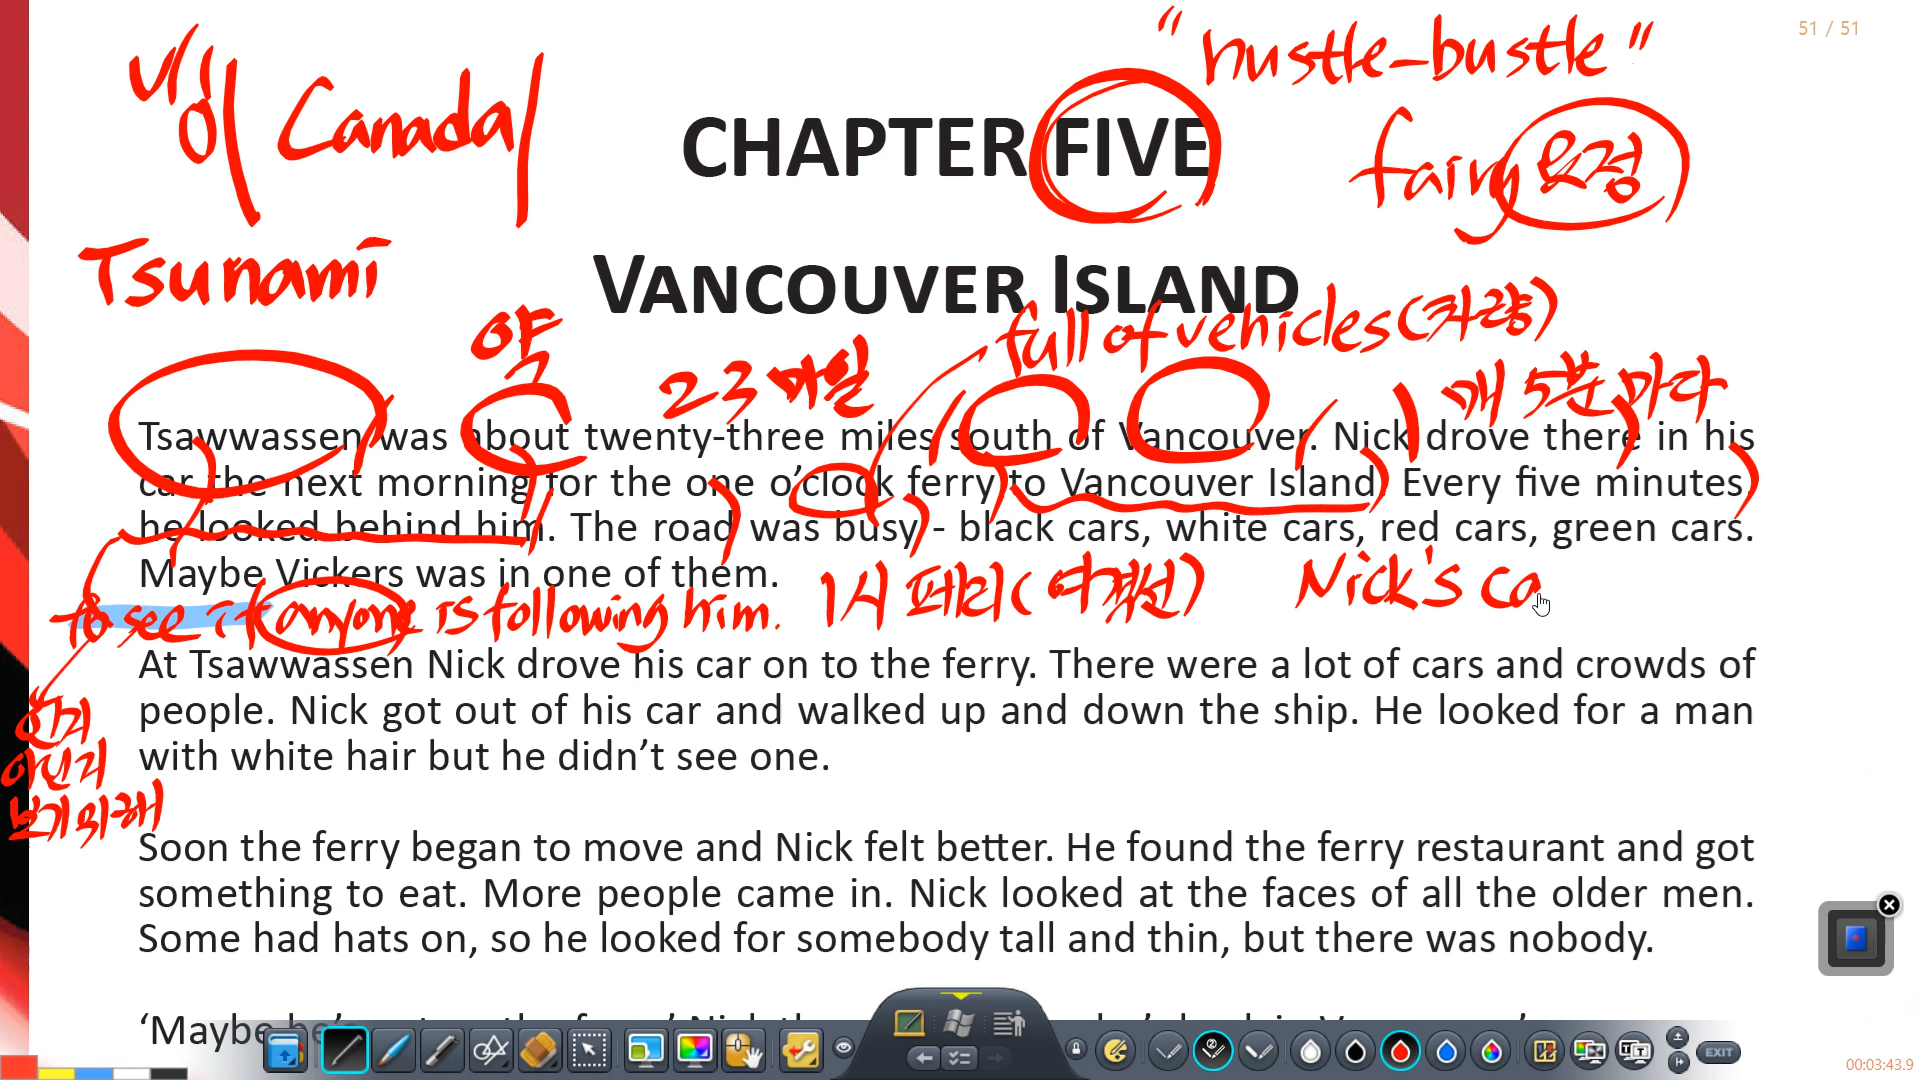 51 / 51
"hustle-bustle"
Canada
CHAPTER FIVE
fairy 요정
Tsunami
VANCOUVER ISLAND
full of vehicles (차량)
약
23 마일
매 5분마다
Tsawwassen was about twenty-three miles south of Vancouver. Nick drove there in his
car the next morning for the one o'clock ferry to Vancouver Island. Every five minutes,
he looked behind him. The road was busy - black cars, white cars, red cars, green cars.
Maybe Vickers was in one of them.
1시 페리 (여객선)
Nick's ca
to see if anyone is following him.
At Tsawwassen Nick drove his car on to the ferry. There were a lot of cars and crowds of
people. Nick got out of his car and walked up and down the ship. He looked for a man
with white hair but he didn't see one.
아닌지
보기 위해
Soon the ferry began to move and Nick felt better. He found the ferry restaurant and got
something to eat. More people came in. Nick looked at the faces of all the older men.
Some had hats on, so he looked for somebody tall and thin, but there was nobody.
'Maybe
EXIT
00:03:43.9